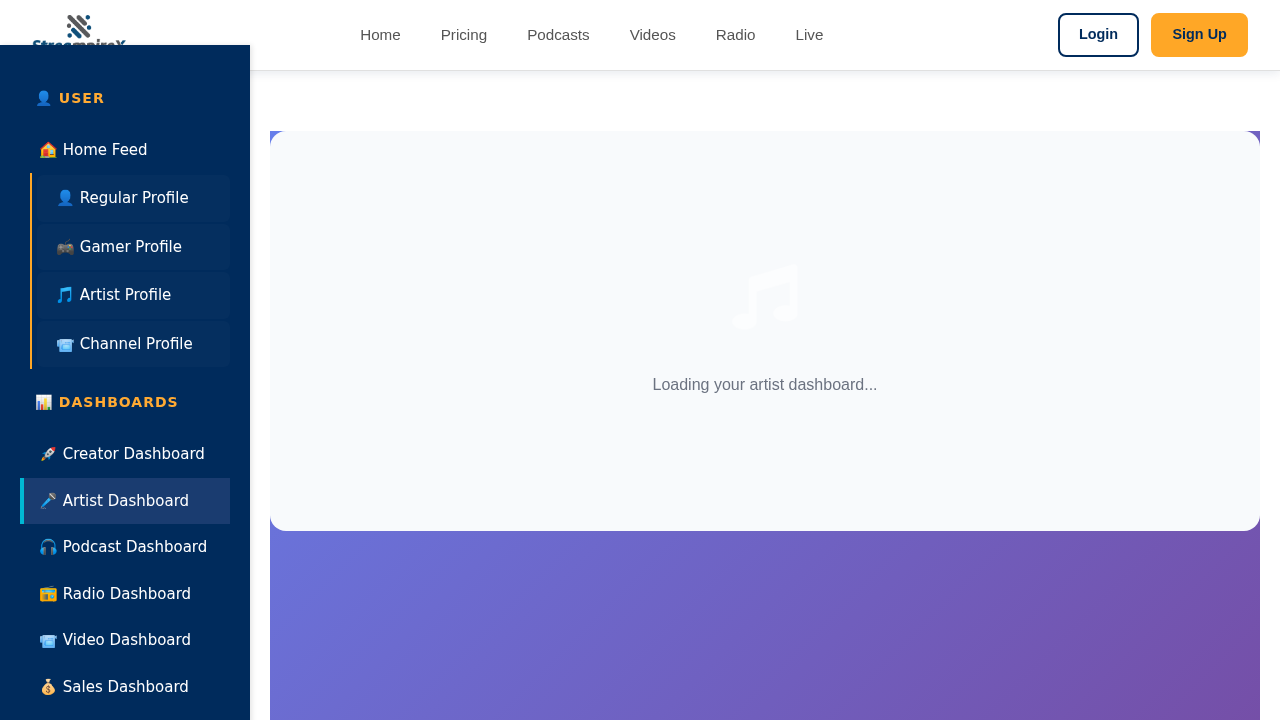 StreampireX
Home
Pricing
Podcasts
Videos
Radio
Live
Login
Sign Up
USER
Home Feed
Regular Profile
Gamer Profile
Artist Profile
Channel Profile
DASHBOARDS
Creator Dashboard
Artist Dashboard
Podcast Dashboard
Radio Dashboard
Video Dashboard
Sales Dashboard
Loading your artist dashboard...